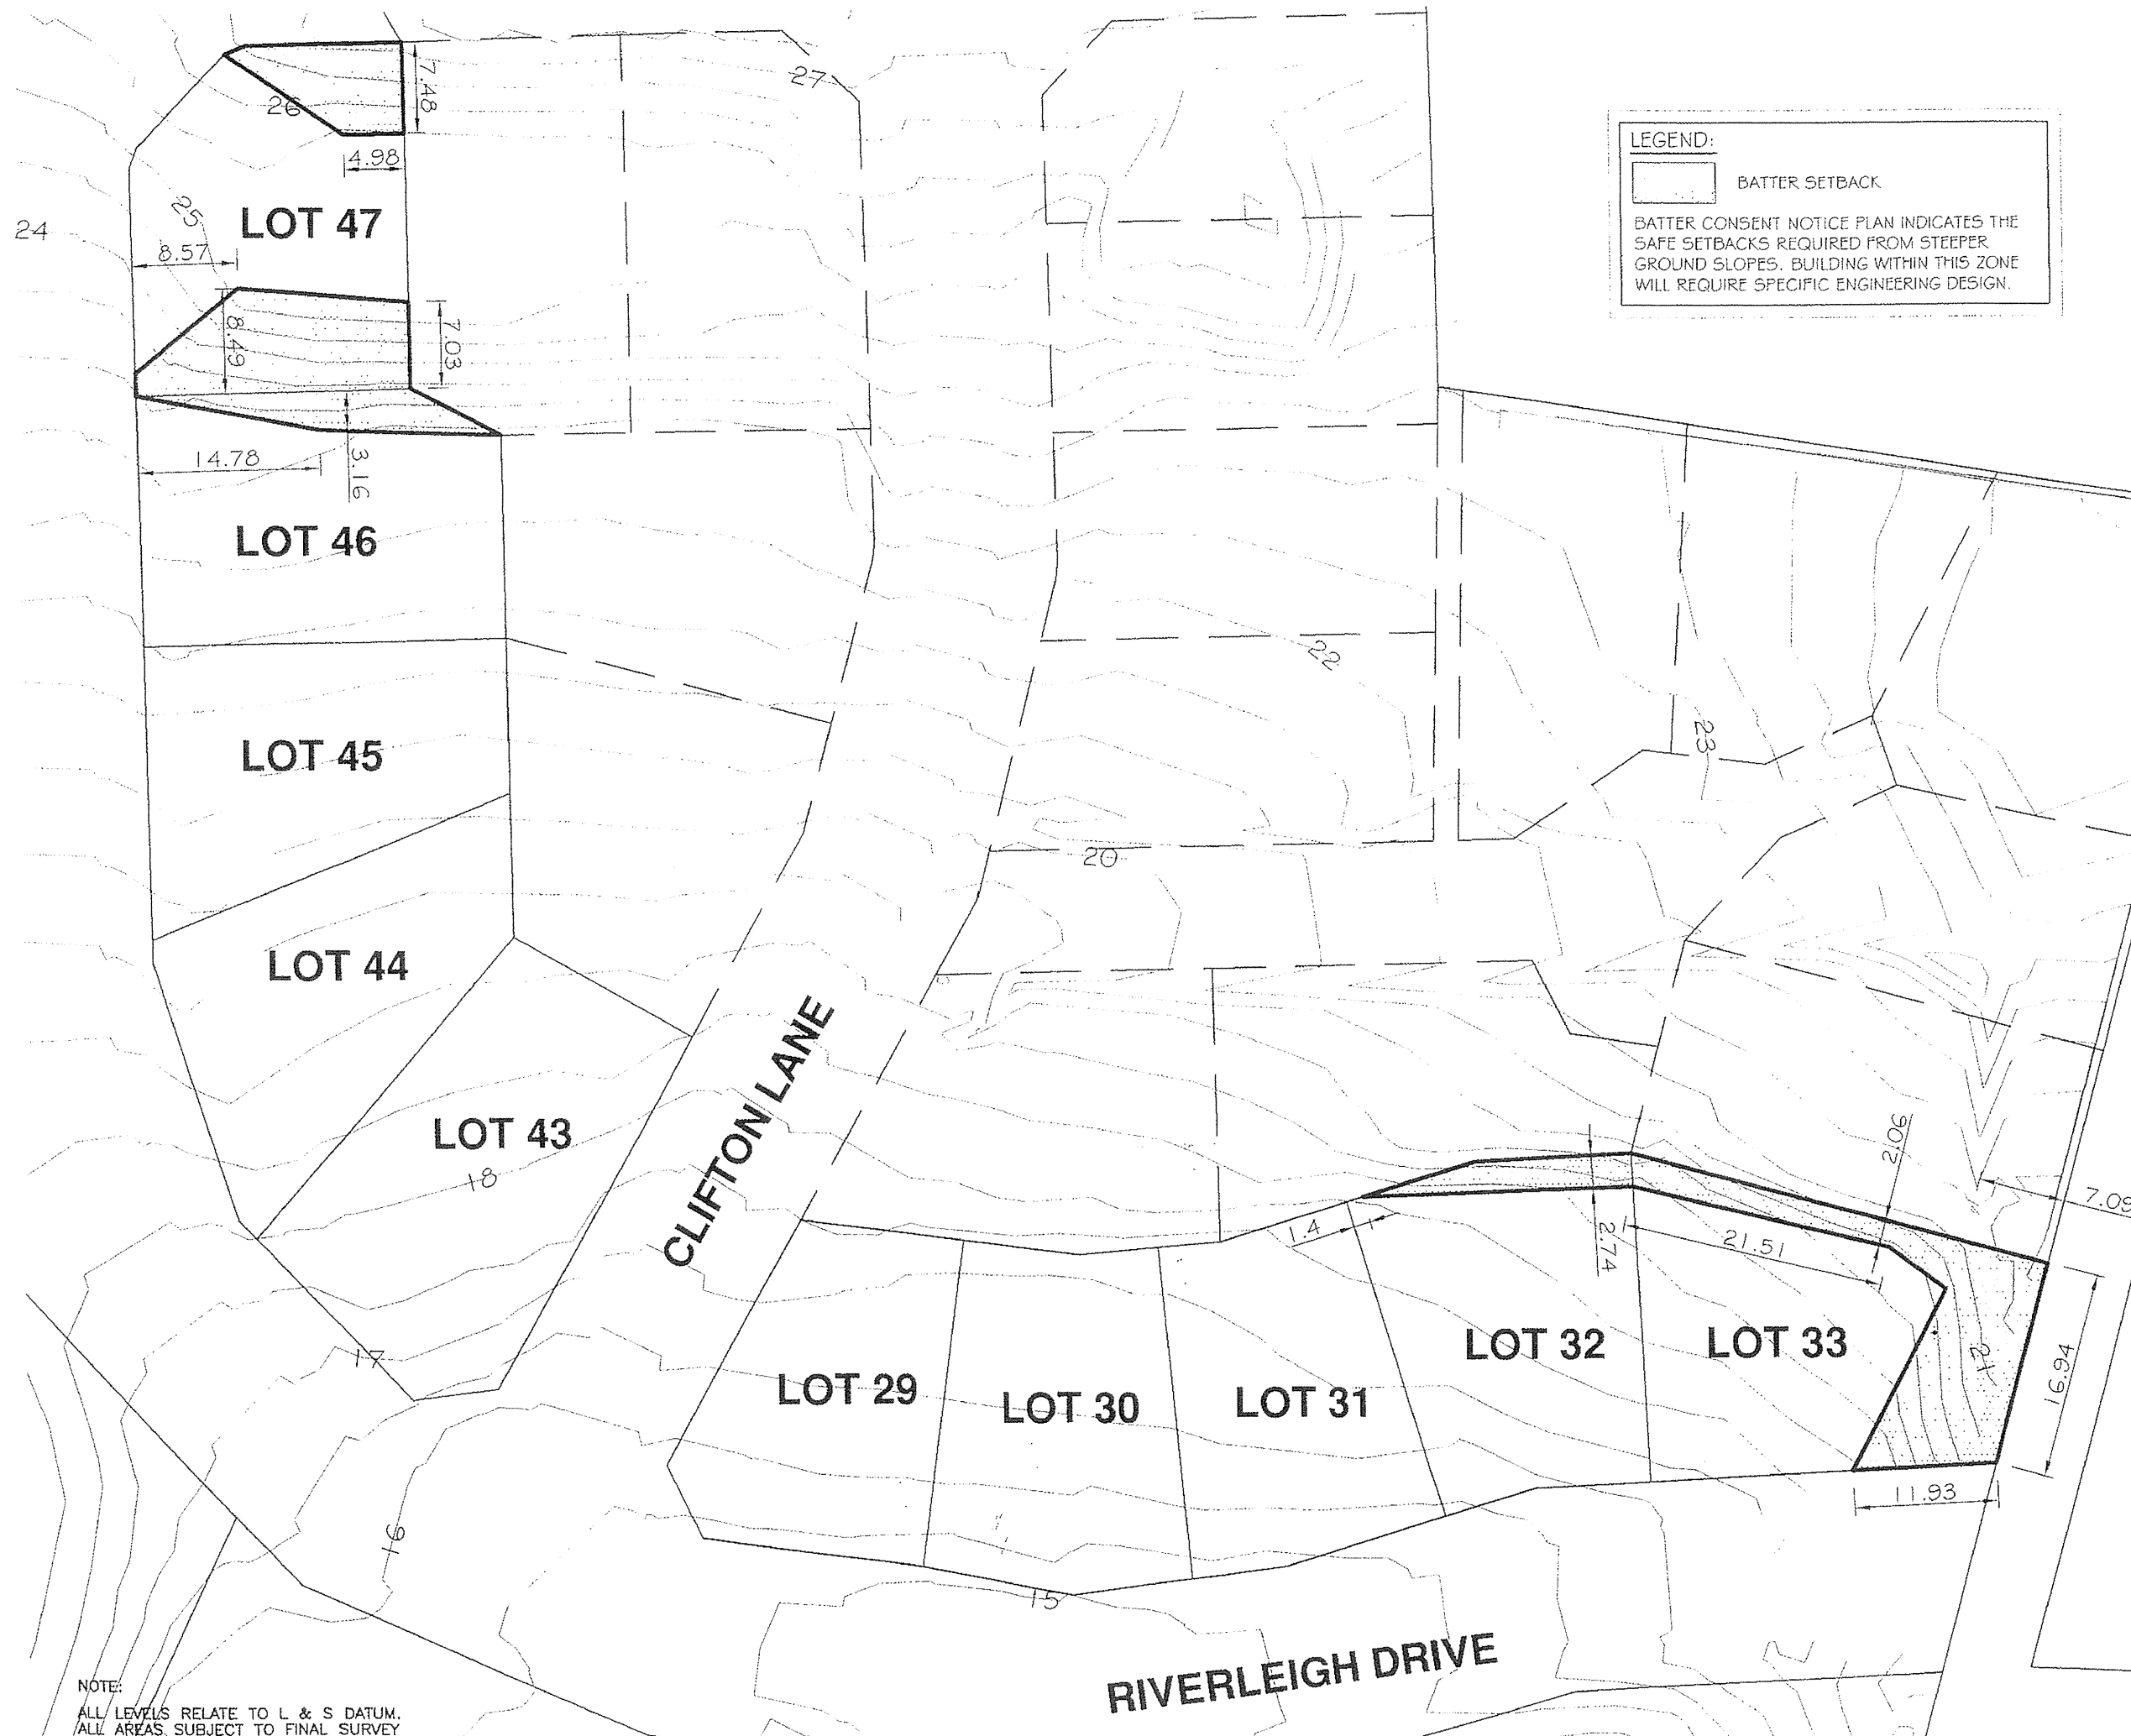 27
7.48
26
4.98
LEGEND:
BATTER SETBACK
BATTER CONSENT NOTICE PLAN INDICATES THE
SAFE SETBACKS REQUIRED FROM STEEPER
GROUND SLOPES. BUILDING WITHIN THIS ZONE
WILL REQUIRE SPECIFIC ENGINEERING DESIGN.
25
24
LOT 47
8.57
8.49
7.03
14.78
3.16
LOT 46
22
23
LOT 45
20
LOT 44
CLIFTON LANE
LOT 43
18
2.06
7.09
1.4
2.74
21.51
LOT 33
LOT 32
21
16.94
17
LOT 29
LOT 30
LOT 31
11.93
16
15
RIVERLEIGH DRIVE
NOTE:
ALL LEVELS RELATE TO L & S DATUM.
ALL AREAS SUBJECT TO FINAL SURVEY